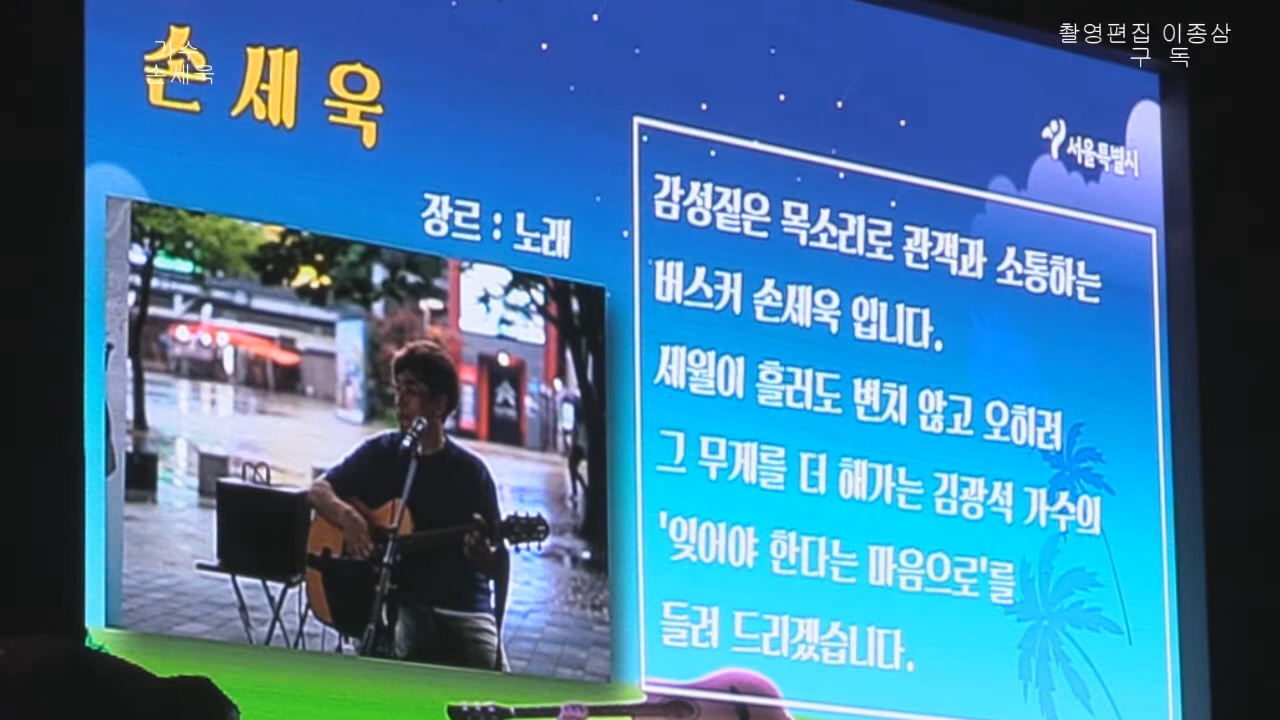 촬영편집 이종삼
구 독
가수
손세욱
손세욱
서울특별시
장르 : 노래
감성짙은 목소리로 관객과 소통하는
버스커 손세욱 입니다.
세월이 흘러도 변치 않고 오히려
그 무게를 더 해가는 김광석 가수의
'잊어야 한다는 마음으로'를
들려 드리겠습니다.